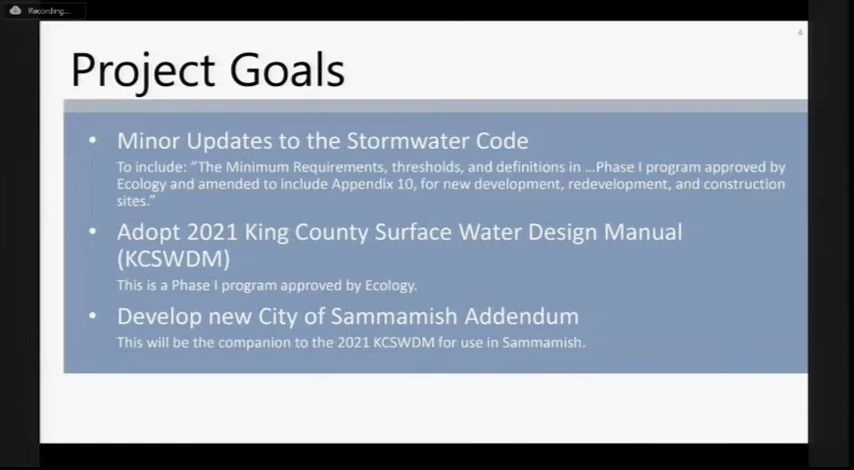 Recording...
4
Project Goals
• Minor Updates to the Stormwater Code
To include: “The Minimum Requirements, thresholds, and definitions in ...Phase I program approved by
Ecology and amended to include Appendix 10, for new development, redevelopment, and construction
sites.”
• Adopt 2021 King County Surface Water Design Manual
(KCSWDM)
This is a Phase I program approved by Ecology.
• Develop new City of Sammamish Addendum
This will be the companion to the 2021 KCSWDM for use in Sammamish.